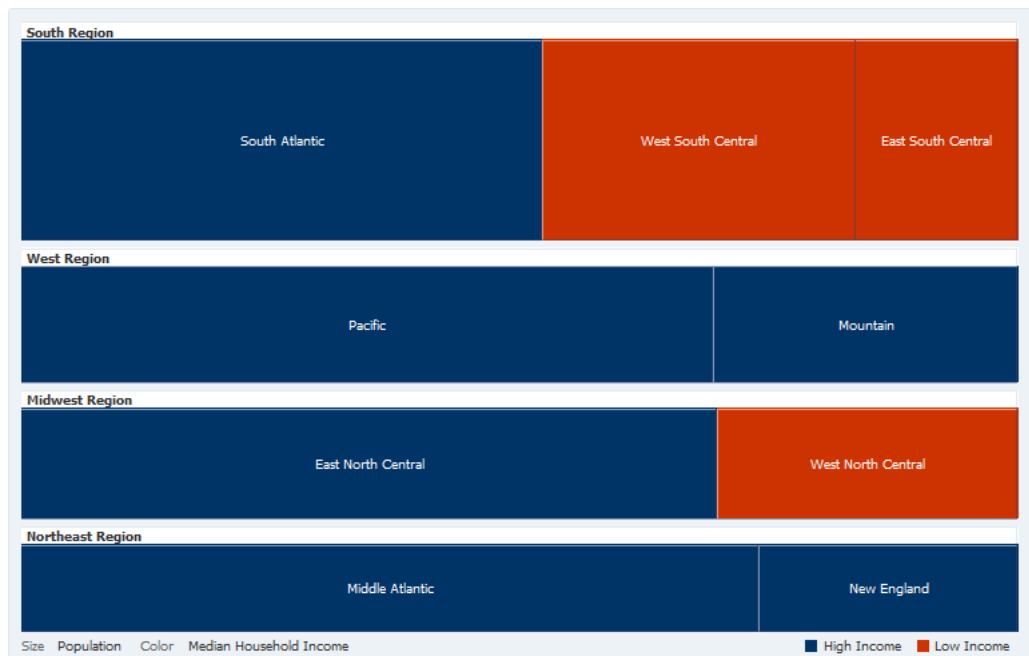 South Region
South Atlantic
West South Central
East South Central
West Region
Pacific
Mountain
Midwest Region
East North Central
West North Central
Northeast Region
Middle Atlantic
New England
Size Population Color Median Household Income High Income Low Income